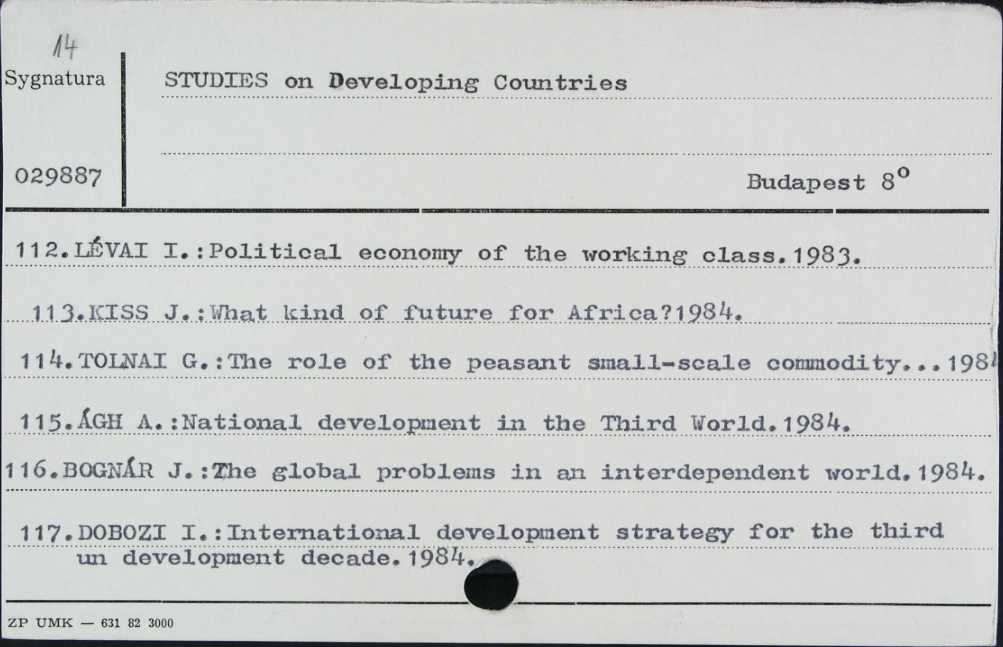 14
Sygnatura
STUDIES on Developing Countries
029887
Budapest 8°
112.LÉVAI I.:Political economy of the working class.1983.
113.KISS J.:What kind of future for Africa?1984.
114.TOLNAI G.:The role of the peasant small-scale commodity...1984
115.ÁGH A.:National development in the Third World.1984.
116.BOGNÁR J.:The global problems in an interdependent world.1984.
117.DOBOZI I.:International development strategy for the third
un development decade.1984.
ZP UMK — 631 82 3000